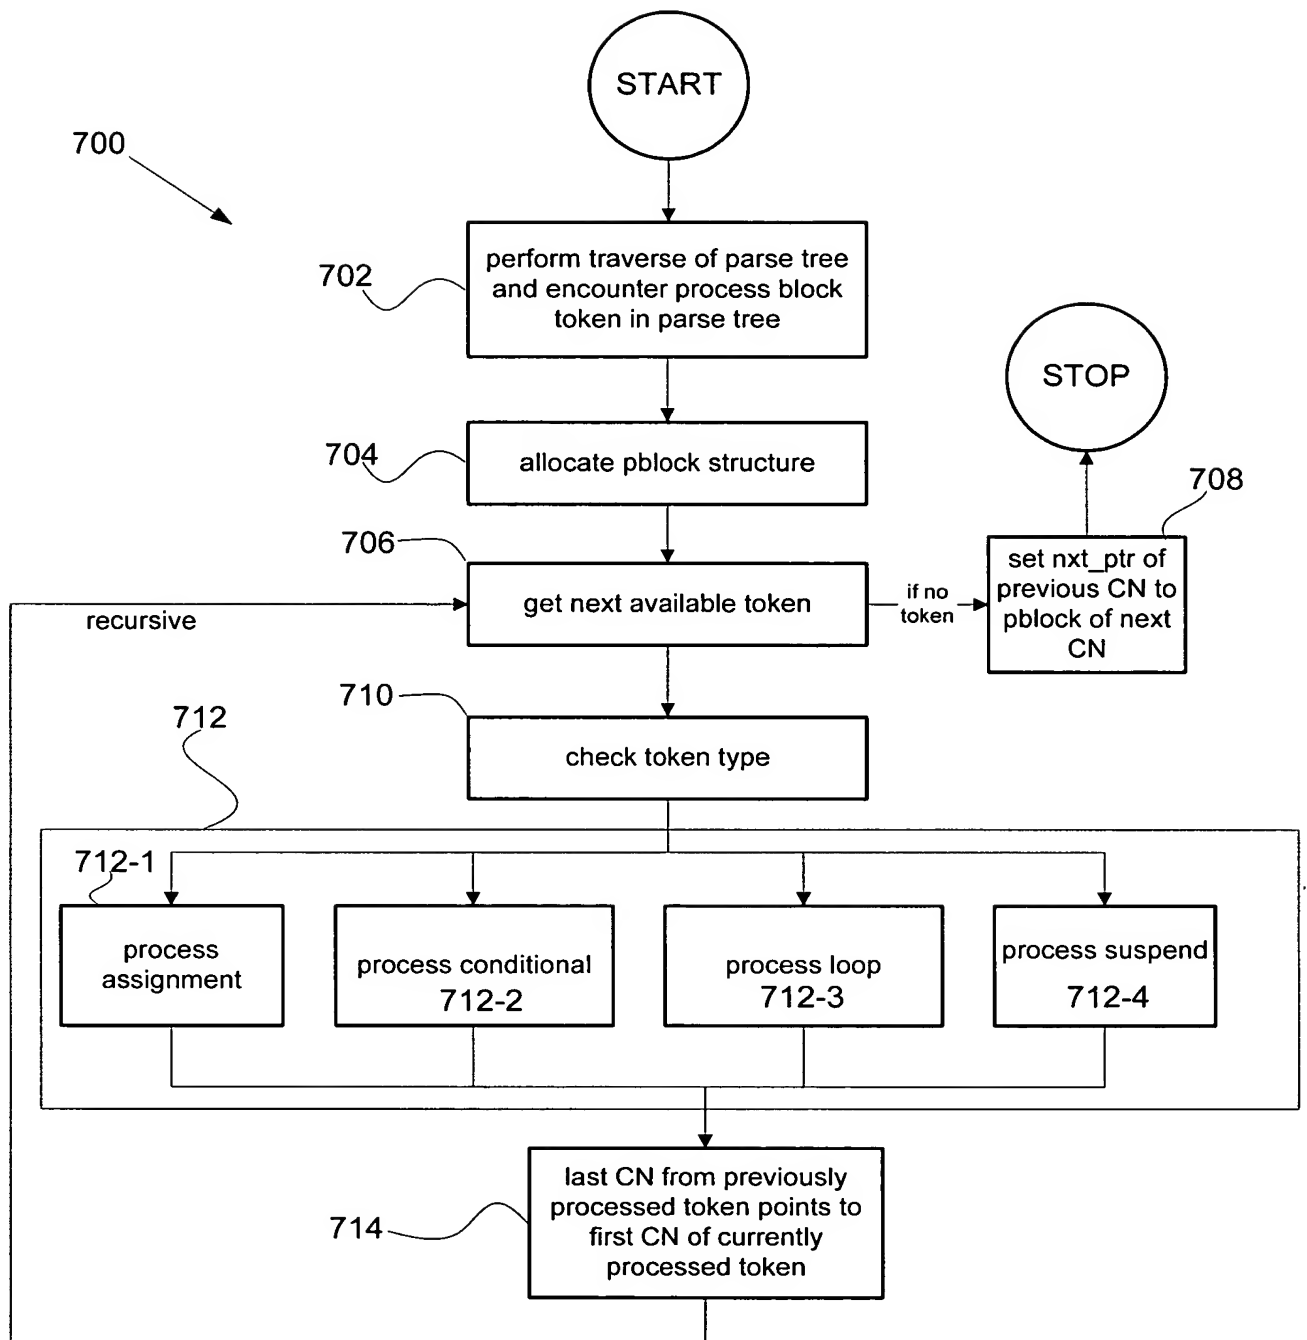 START
700
702
perform traverse of parse tree
and encounter process block
token in parse tree
STOP
704
allocate pblock structure
708
706
get next available token
if no
token
set nxt_ptr of
previous CN to
pblock of next
CN
recursive
710
check token type
712
712-1
process
assignment
process conditional
712-2
process loop
712-3
process suspend
712-4
714
last CN from previously
processed token points to
first CN of currently
processed token